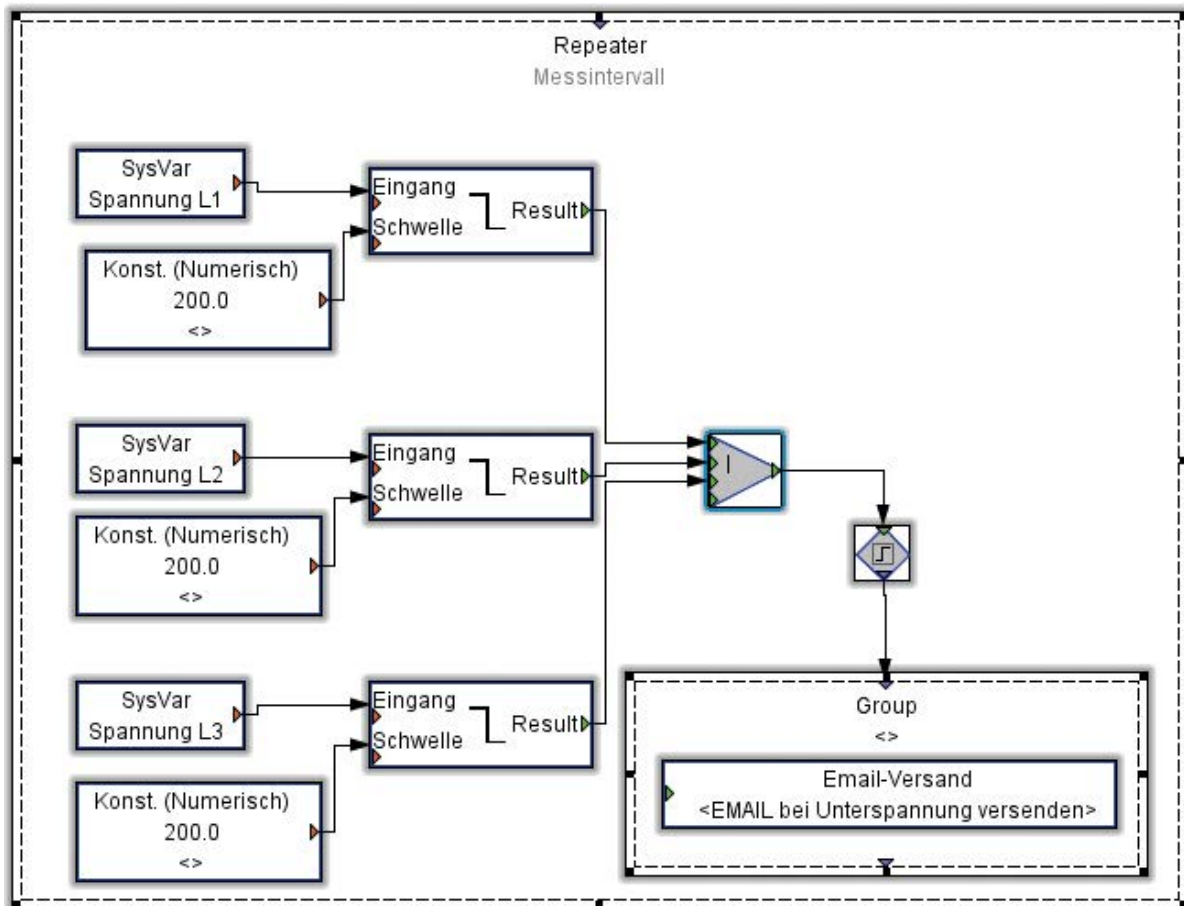 Repeater
Messintervall
SysVar
Spannung L1
Konst. (Numerisch)
200.0
<>
Eingang
Schwelle
Result
SysVar
Spannung L2
Konst. (Numerisch)
200.0
<>
Eingang
Schwelle
Result
I
SysVar
Spannung L3
Konst. (Numerisch)
200.0
<>
Eingang
Schwelle
Result
Group
<>
Email-Versand
<EMAIL bei Unterspannung versenden>